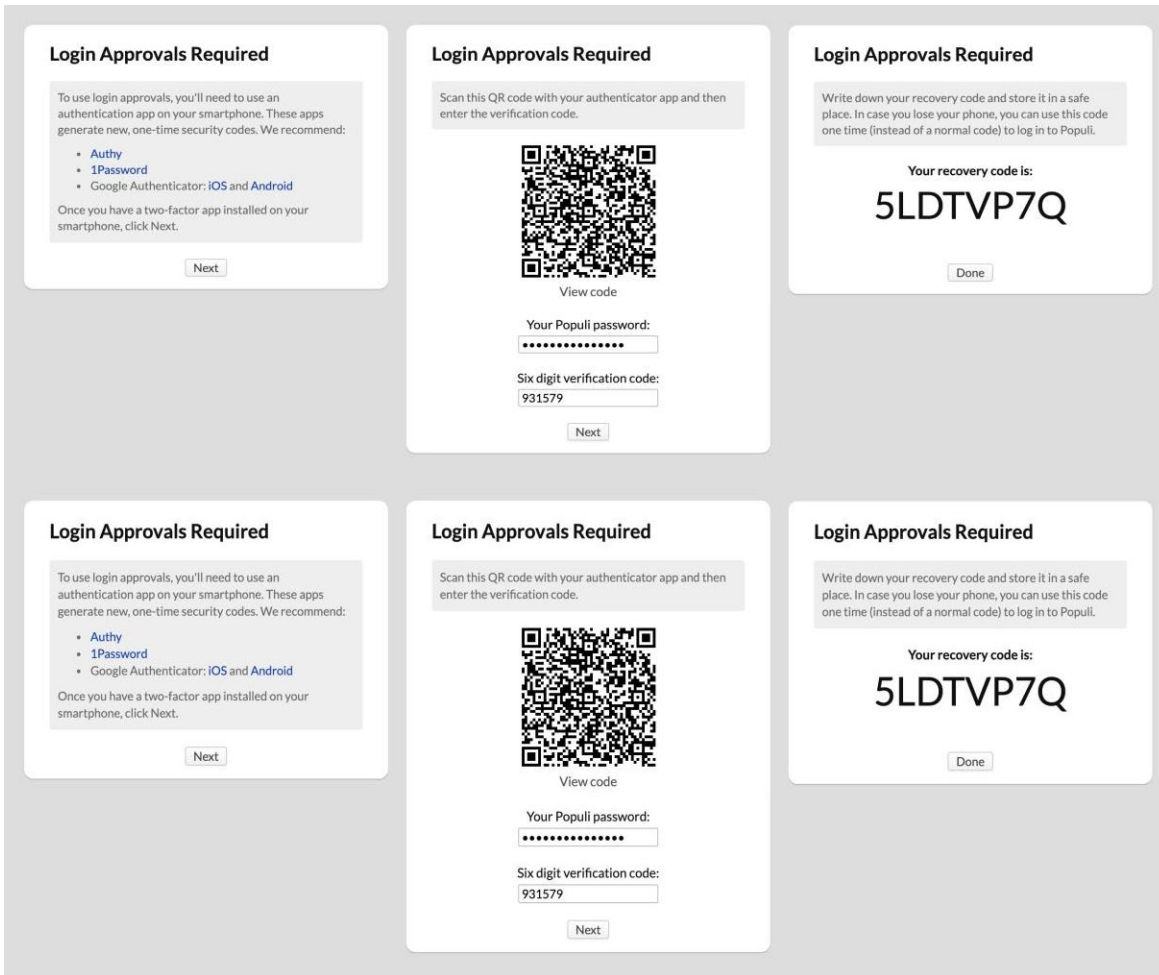 Login Approvals Required
To use login approvals, you'll need to use an
authentication app on your smartphone. These apps
generate new, one-time security codes. We recommend:
• Authy
• 1Password
• Google Authenticator: iOS and Android
Once you have a two-factor app installed on your
smartphone, click Next.
Next
Login Approvals Required
Scan this QR code with your authenticator app and then
enter the verification code.
View code
Your Populi password:
•••••••••••••••
Six digit verification code:
931579
Next
Login Approvals Required
Write down your recovery code and store it in a safe
place. In case you lose your phone, you can use this code
one time (instead of a normal code) to log in to Populi.
Your recovery code is:
5LDTVP7Q
Done
Login Approvals Required
To use login approvals, you'll need to use an
authentication app on your smartphone. These apps
generate new, one-time security codes. We recommend:
• Authy
• 1Password
• Google Authenticator: iOS and Android
Once you have a two-factor app installed on your
smartphone, click Next.
Next
Login Approvals Required
Scan this QR code with your authenticator app and then
enter the verification code.
View code
Your Populi password:
•••••••••••••••
Six digit verification code:
931579
Next
Login Approvals Required
Write down your recovery code and store it in a safe
place. In case you lose your phone, you can use this code
one time (instead of a normal code) to log in to Populi.
Your recovery code is:
5LDTVP7Q
Done